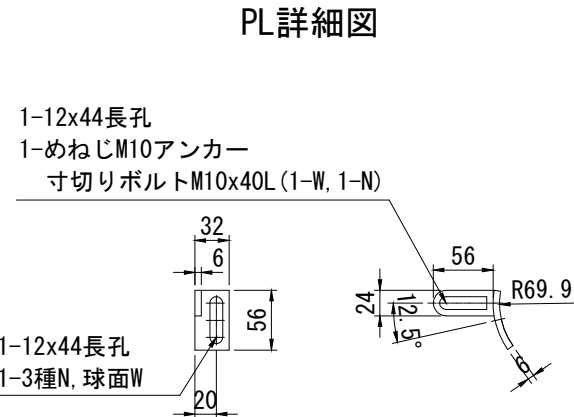 PL詳細図
1-12x44長孔
1-めねじM10アンカー
寸切りボルトM10x40L(1-W,1-N)
32
6
56
24
12.5°
R69.9
56
1-12x44長孔
1-3種N,球面W
20
6